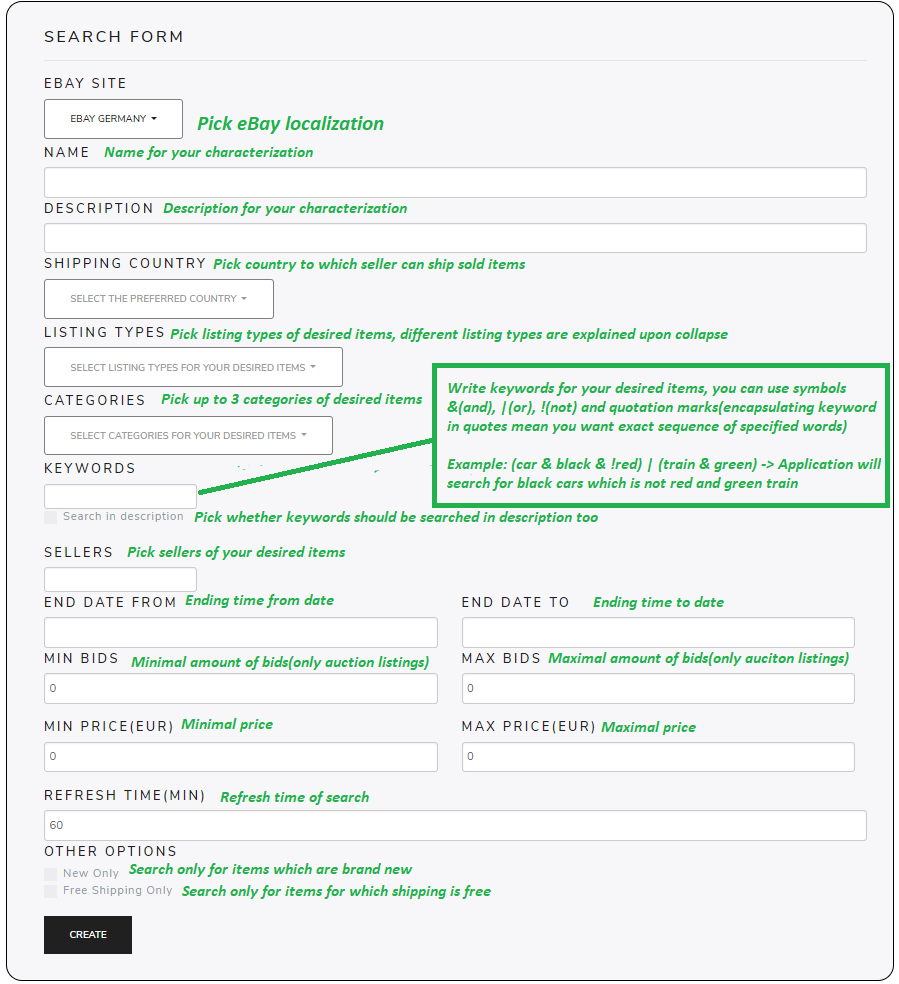 SEARCH FORM
EBAY SITE
EBAY GERMANY
Pick eBay localization
NAME Name for your characterization
DESCRIPTION Description for your characterization
SHIPPING COUNTRY Pick country to which seller can ship sold items
SELECT THE PREFERRED COUNTRY
LISTING TYPES Pick listing types of desired items, different listing types are explained upon collapse
SELECT LISTING TYPES FOR YOUR DESIRED ITEMS
CATEGORIES Pick up to 3 categories of desired items
SELECT CATEGORIES FOR YOUR DESIRED ITEMS
KEYWORDS
Write keywords for your desired items, you can use symbols
&(and), |(or), !(not) and quotation marks(encapsulating keyword
in quotes mean you want exact sequence of specified words)
Example: (car & black & !red) | (train & green) -> Application will
search for black cars which is not red and green train
Search in description Pick whether keywords should be searched in description too
SELLERS Pick sellers of your desired items
END DATE FROM Ending time from date
END DATE TO Ending time to date
MIN BIDS Minimal amount of bids(only auction listings)
MAX BIDS Maximal amount of bids(only auciton listings)
0
0
MIN PRICE(EUR) Minimal price
MAX PRICE(EUR) Maximal price
0
0
REFRESH TIME(MIN) Refresh time of search
60
OTHER OPTIONS
New Only Search only for items which are brand new
Free Shipping Only Search only for items for which shipping is free
CREATE